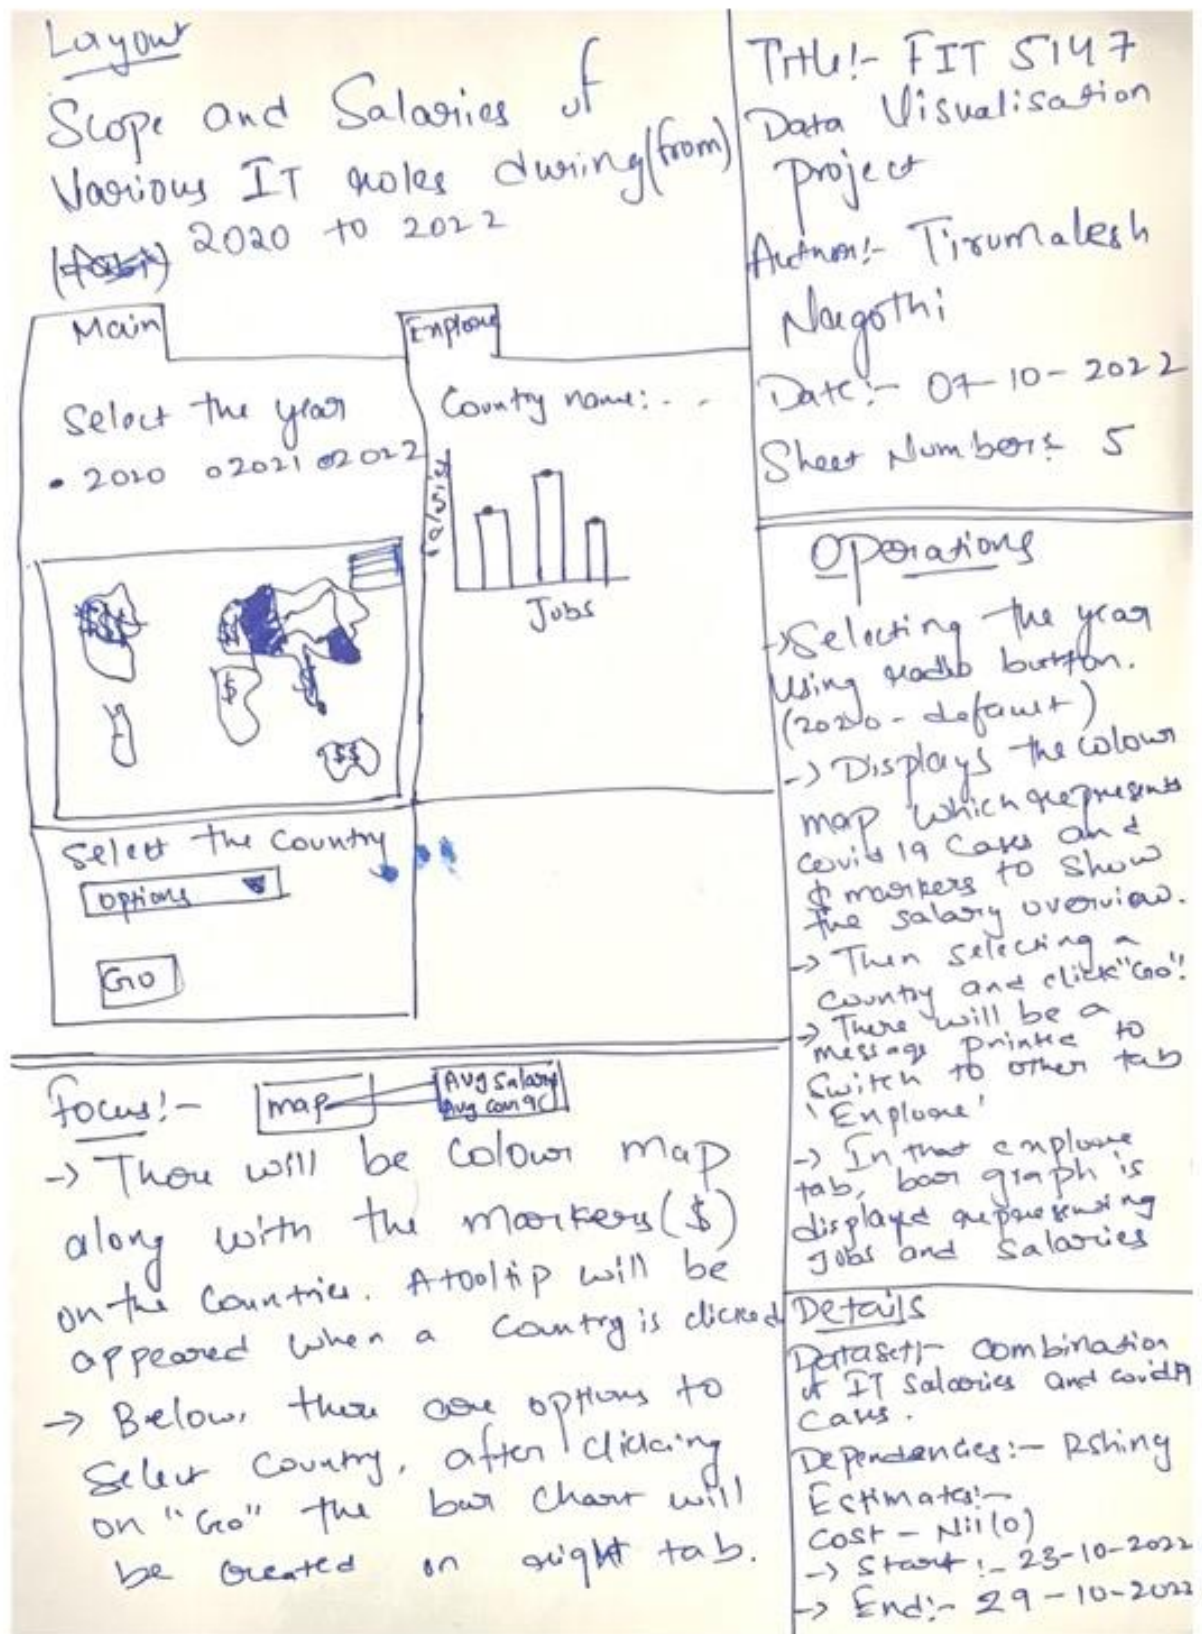 Layout
Scope and Salaries of
Various IT roles during (from)
2020 to 2022
Main
Explore
Select the year
2020 2021 2022
Country name: - -
Salaries
Jobs
$$$
$
$
$
$$
Select the Country
Options
Go
Title:- FIT 5147
Data Visualisation
project
Author:- Tirumalesh
Nagothi
Date:- 07-10-2022
Sheet Number:- 5
Operations
-> Selecting the year
using radio button.
(2020 - default)
-> Displays the colour
map which represents
covid 19 cases and
$ markers to show
the salary overview.
-> Then selecting a
country and click "Go".
-> There will be a
message printed to
switch to other tab
'Explore'
-> In that explore
tab, bar graph is
displayed representing
Jobs and Salaries
Focus:-
map
Avg Salary
Avg
-> There will be colour map
along with the markers ($)
on the Countries. A tooltip will be
appeared when a country is clicked
-> Below, there are options to
Select Country, after clicking
on "Go" the bar chart will
be created on right tab.
Details
Dataset:- Combination
of IT Salaries and covid19
cases.
Dependencies:- Rshiny
Estimates:-
Cost - Nil (0)
-> Start:- 23-10-2022
-> End:- 29-10-2022